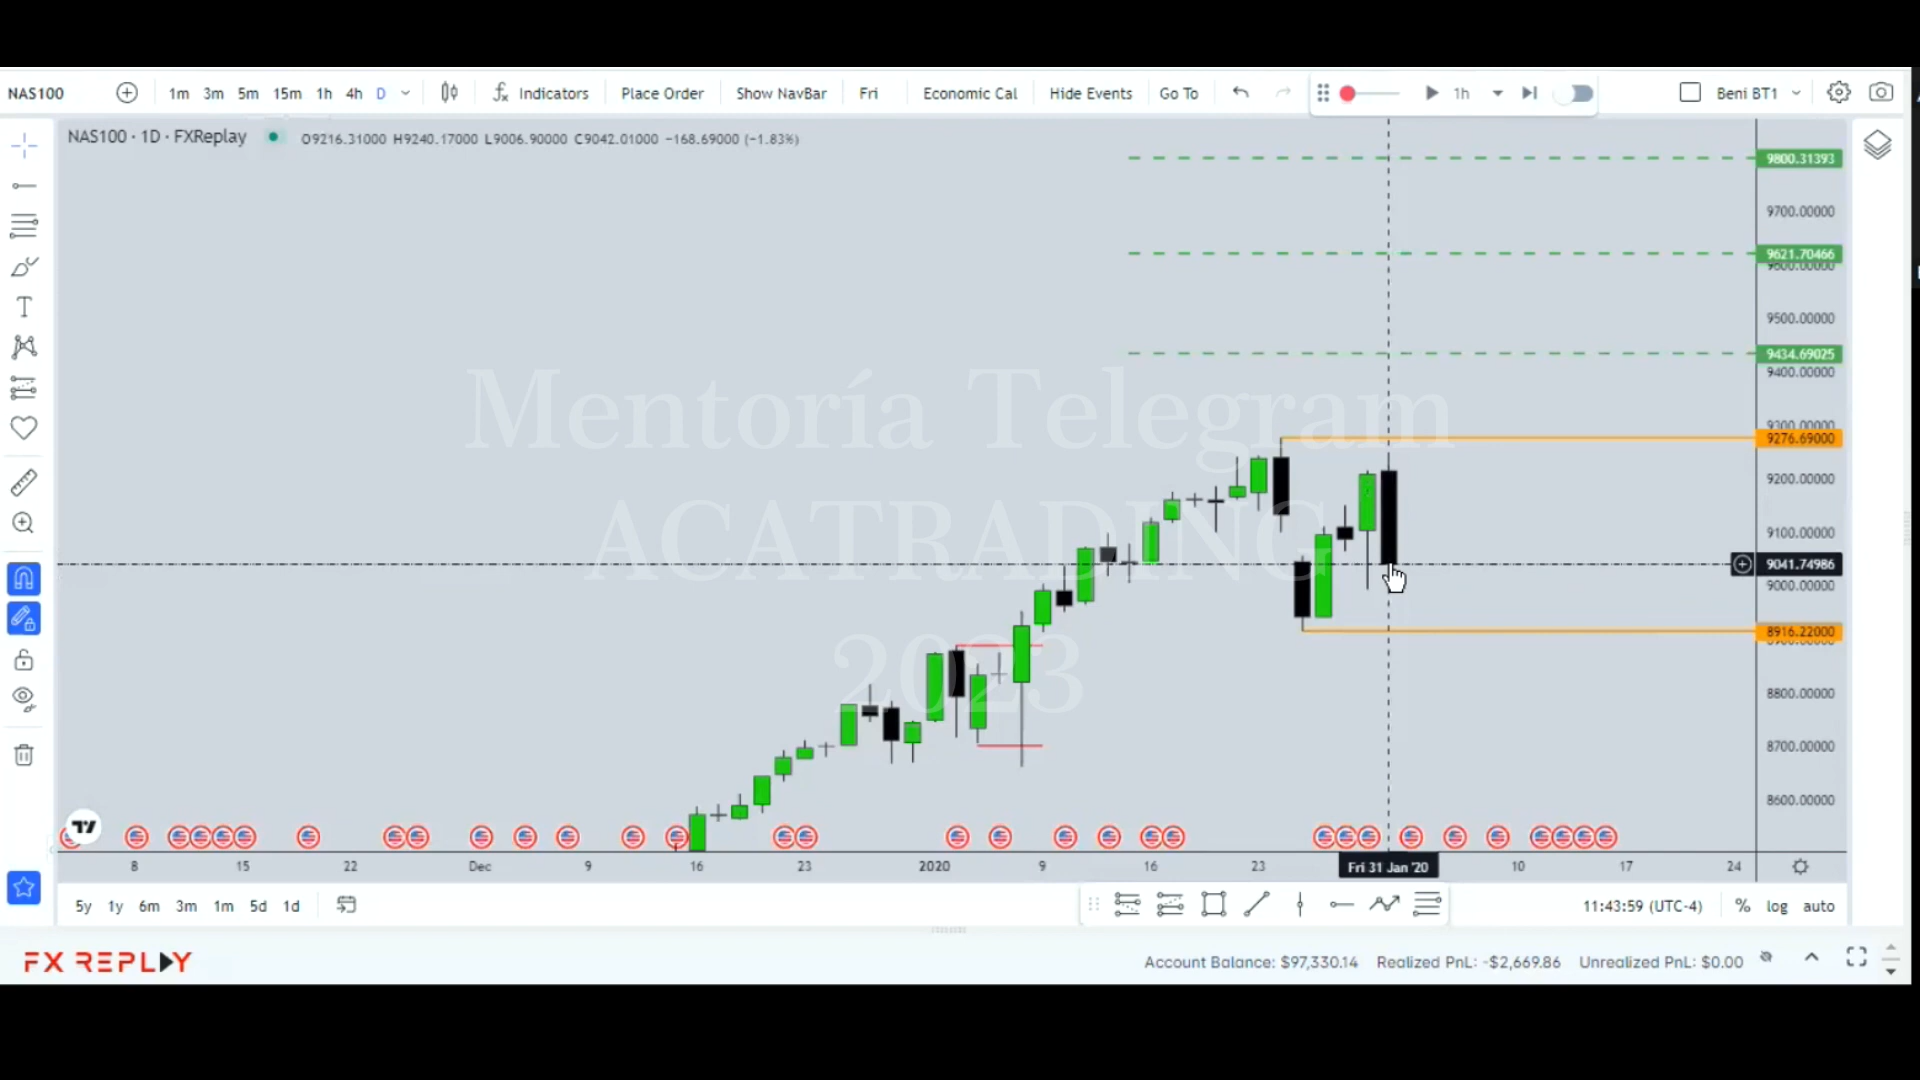 NAS100 1m 3m 5m 15m 1h 4h D Indicators Place Order Show NavBar Fri Economic Cal Hide Events Go To 1h Beni BT1
NAS100 · 1D · FXReplay O9216.31000 H9240.17000 L9006.90000 C9042.01000 −168.69000 (−1.83%)
9800.31393
9700.00000
9621.70466
9600.00000
9500.00000
9434.69025
9400.00000
9300.00000
9276.69000
9200.00000
9100.00000
9041.74986
9000.00000
8916.22000
8800.00000
8700.00000
8600.00000
Mentoría Telegram
ACATRADING
2023
8 15 22 Dec 9 16 23 2020 9 16 23 Fri 31 Jan '20 10 17 24
5y 1y 6m 3m 1m 5d 1d 11:43:59 (UTC-4) % log auto
FX REPLAY Account Balance: $97,330.14 Realized PnL: -$2,669.86 Unrealized PnL: $0.00